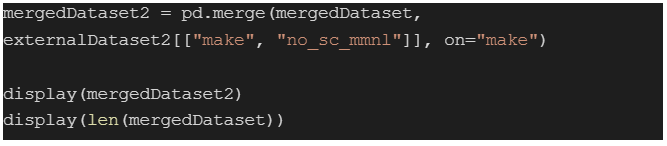 mergedDataset2 = pd.merge(mergedDataset,
externalDataset2[["make", "no_sc_mmnl"]], on="make")
display(mergedDataset2)
display(len(mergedDataset))